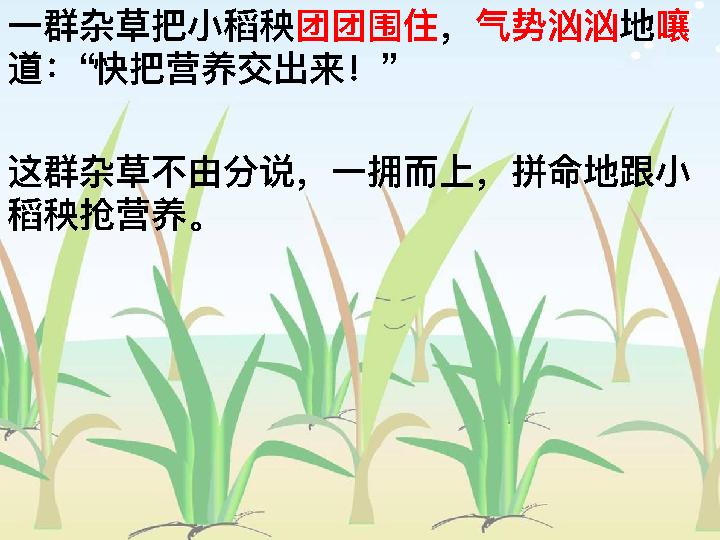 一群杂草把小稻秧团团围住，气势汹汹地嚷
道：“快把营养交出来！”
这群杂草不由分说，一拥而上，拼命地跟小
稻秧抢营养。